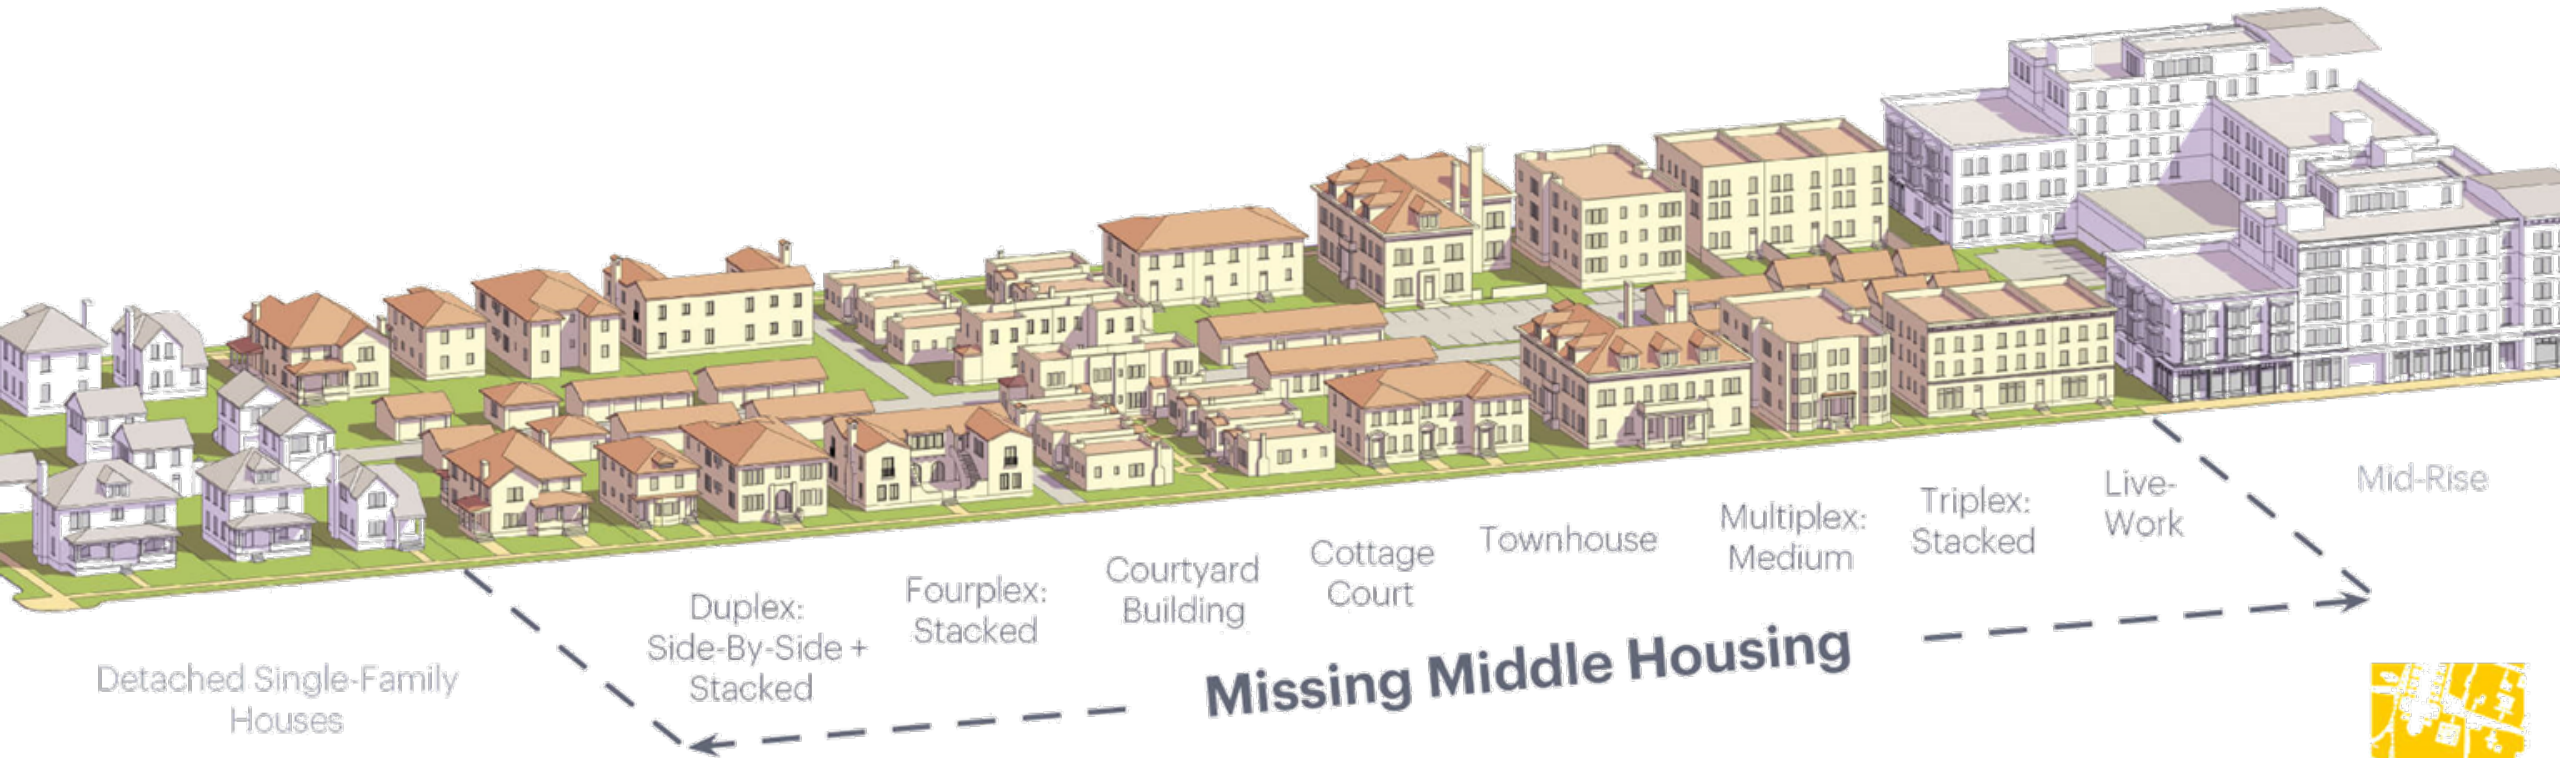 Detached Single-Family
Houses
Duplex:
Side-By-Side +
Stacked
Fourplex:
Stacked
Courtyard
Building
Cottage
Court
Townhouse
Multiplex:
Medium
Triplex:
Stacked
Live-
Work
Mid-Rise
Missing Middle Housing